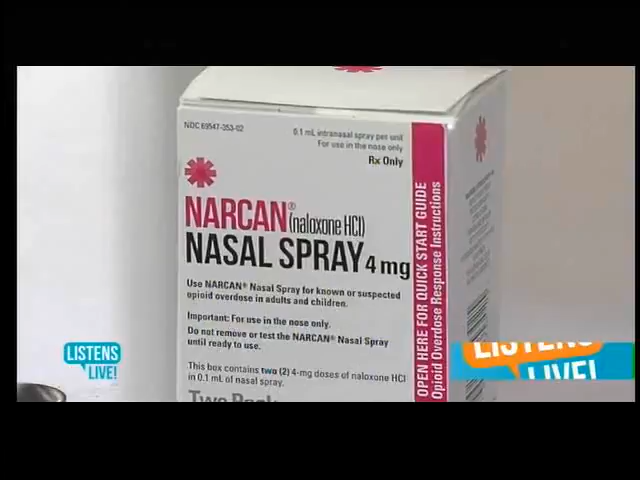 NDC 69547-353-02
0.1 mL intranasal spray per unit
For use in the nose only
Rx Only
NARCAN® (naloxone HCl)
NASAL SPRAY 4 mg
Use NARCAN® Nasal Spray for known or suspected
opioid overdose in adults and children.
Important: For use in the nose only.
Do not remove or test the NARCAN® Nasal Spray
until ready to use.
This box contains two (2) 4-mg doses of naloxone HCl
in 0.1 mL of nasal spray.
Two Pack
OPEN HERE FOR QUICK START GUIDE
Opioid Overdose Response Instructions
LISTENS
LIVE!
LISTENS
LIVE!